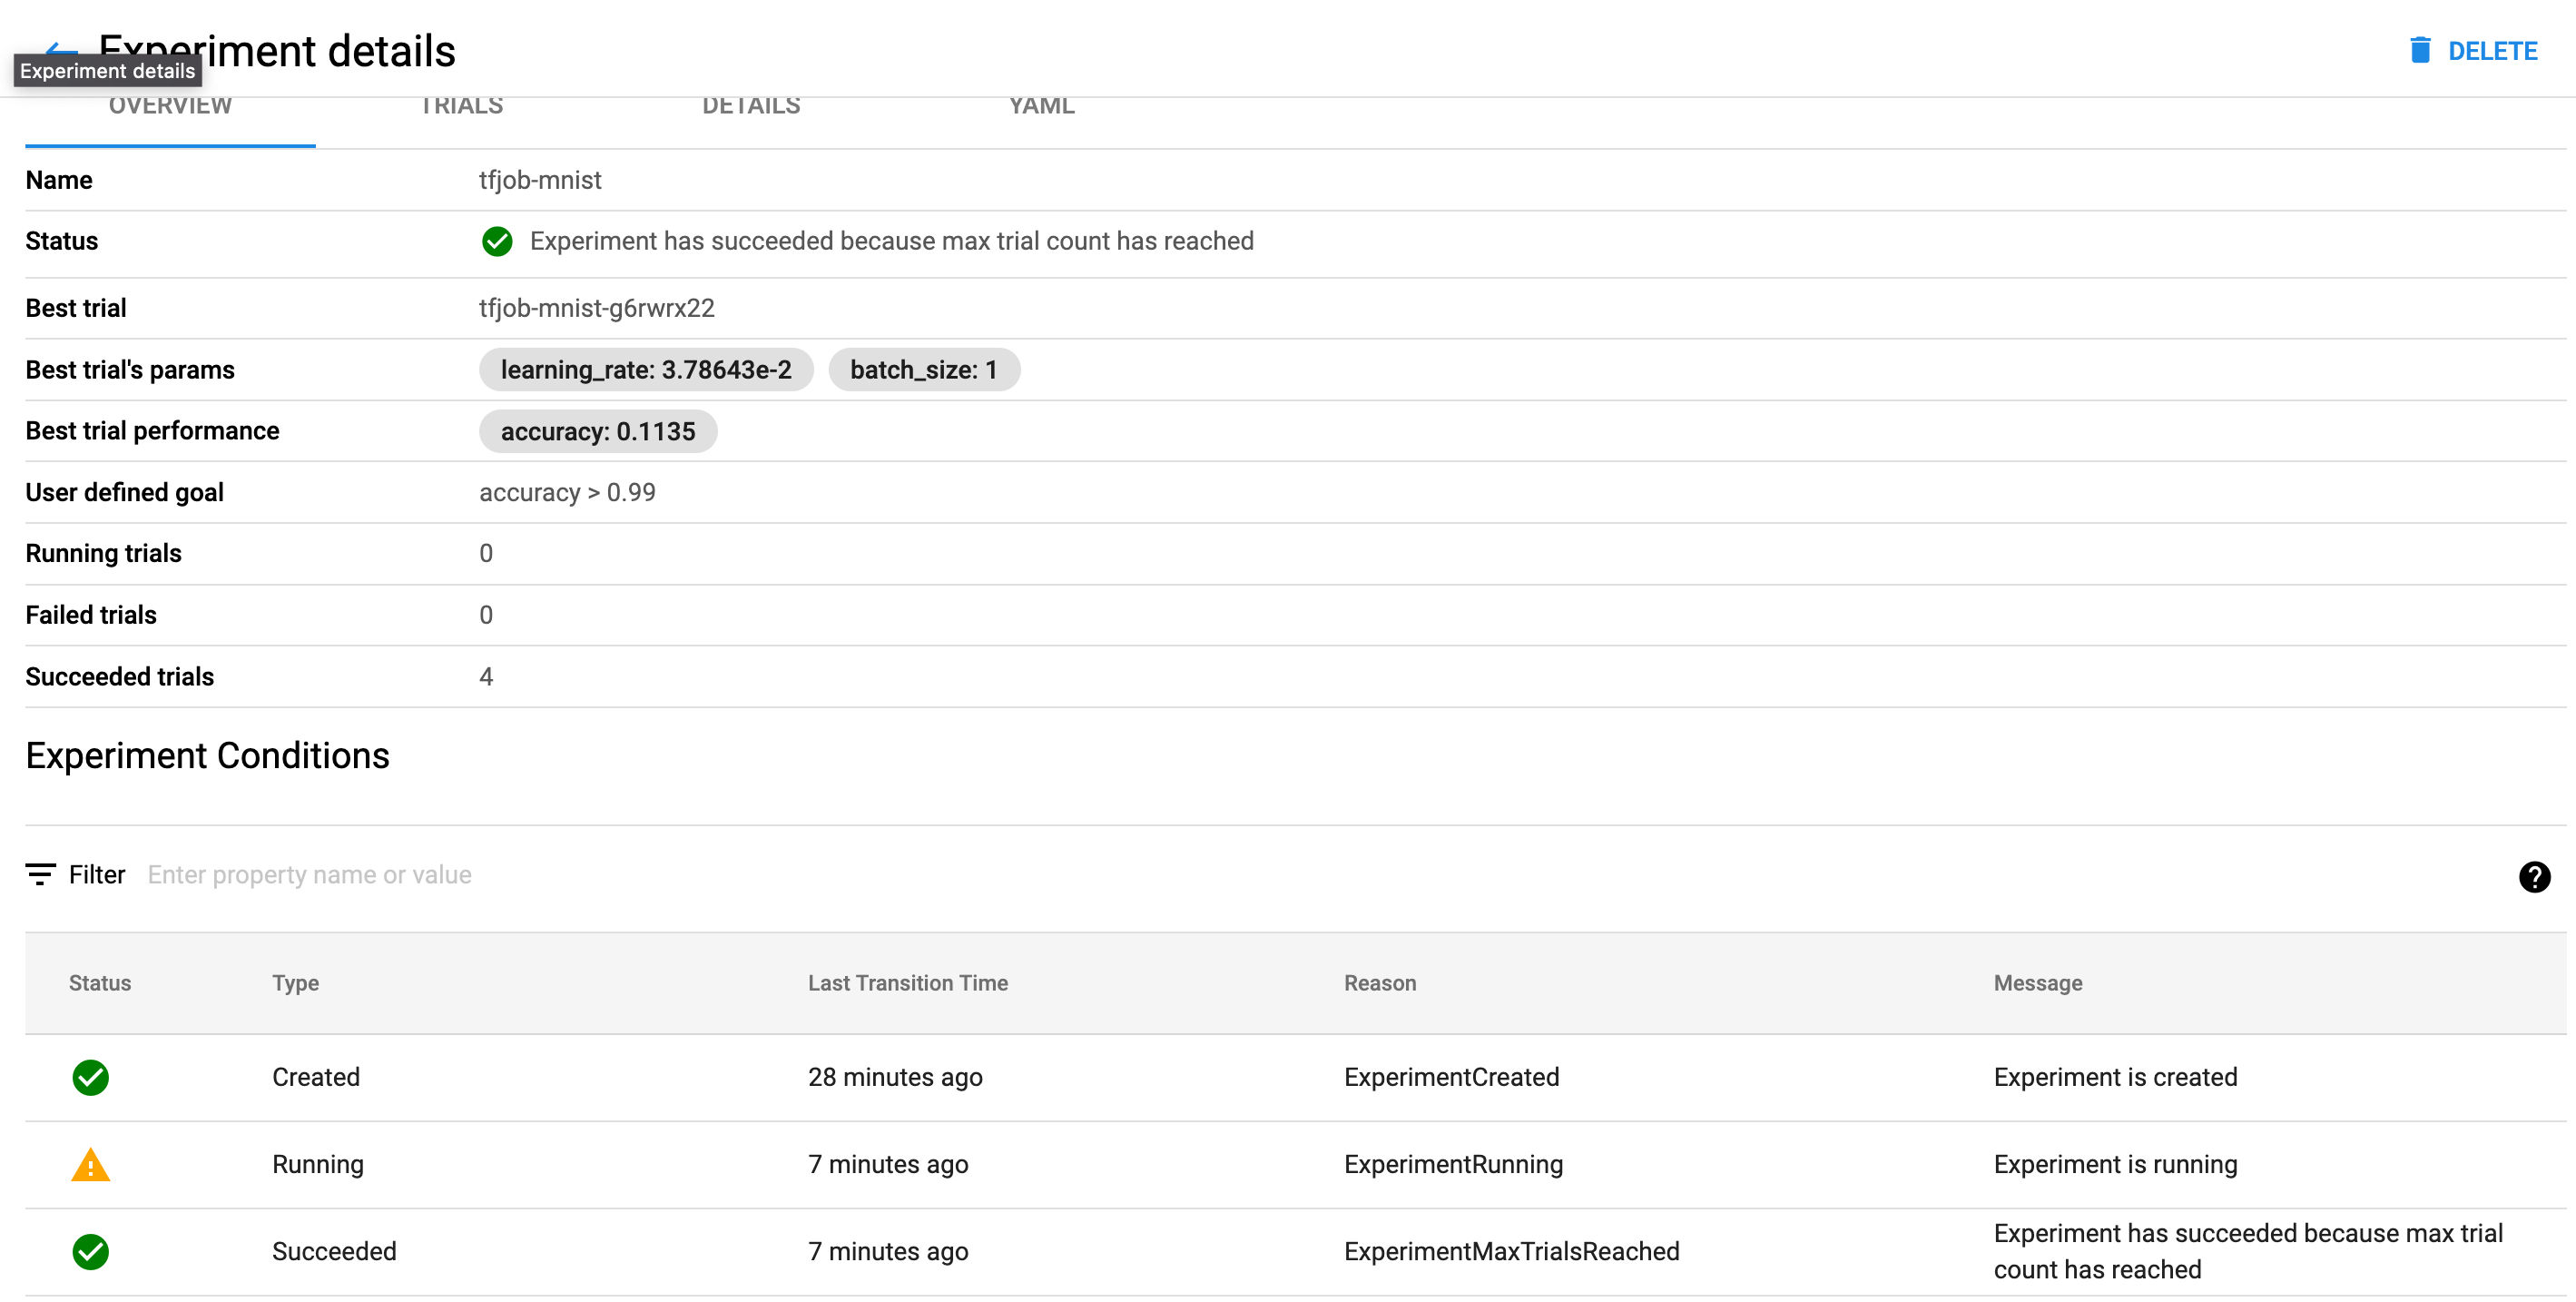 Experiment details
DELETE
Experiment details
OVERVIEW TRIALS DETAILS YAML
Name tfjob-mnist
Status Experiment has succeeded because max trial count has reached
Best trial tfjob-mnist-g6rwrx22
Best trial's params learning_rate: 3.78643e-2 batch_size: 1
Best trial performance accuracy: 0.1135
User defined goal accuracy > 0.99
Running trials 0
Failed trials 0
Succeeded trials 4
Experiment Conditions
Filter Enter property name or value
Status Type Last Transition Time Reason Message
Created 28 minutes ago ExperimentCreated Experiment is created
Running 7 minutes ago ExperimentRunning Experiment is running
Succeeded 7 minutes ago ExperimentMaxTrialsReached Experiment has succeeded because max trial
count has reached